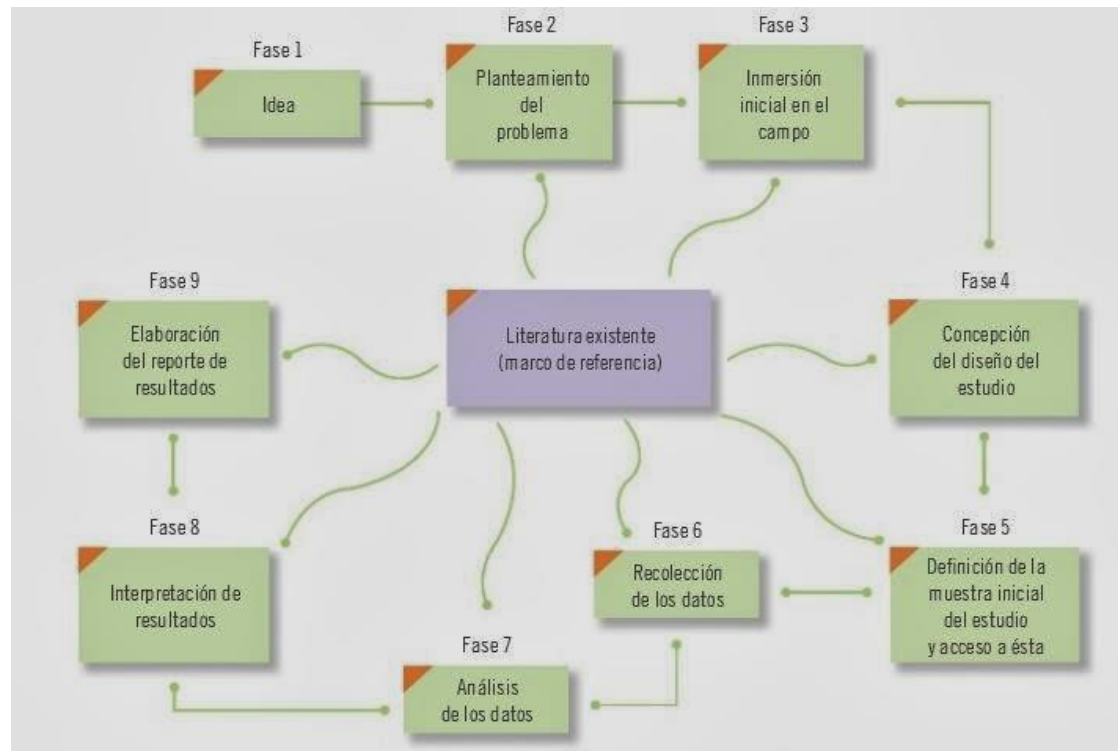 Fase 1
Idea
Fase 2
Planteamiento
del
problema
Fase 3
Inmersión
inicial en el
campo
Fase 4
Concepción
del diseño del
estudio
Fase 5
Definición de la
muestra inicial
del estudio
y acceso a ésta
Fase 6
Recolección
de los datos
Fase 7
Análisis
de los datos
Fase 8
Interpretación de
resultados
Fase 9
Elaboración
del reporte de
resultados
Literatura existente
(marco de referencia)